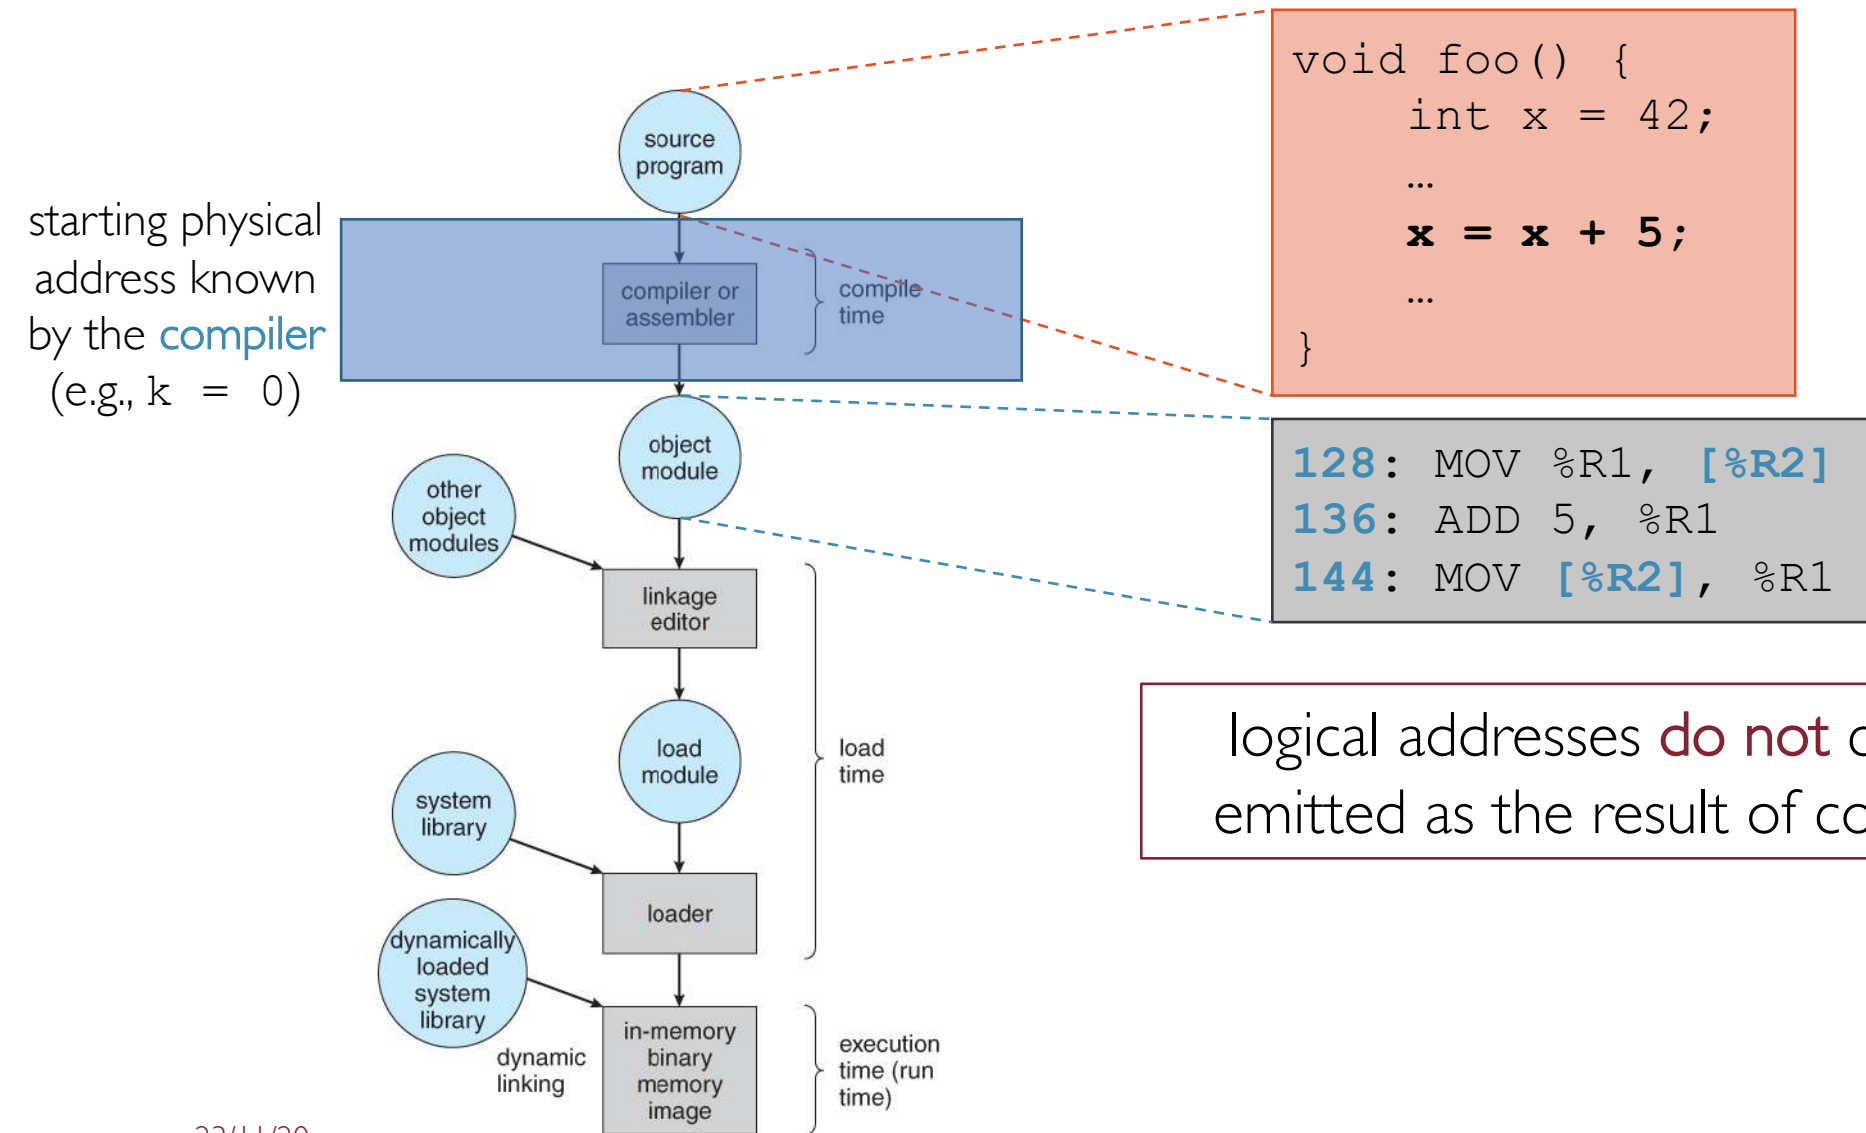 starting physical
address known
by the compiler
(e.g., k = 0)
source
program
compiler or
assembler
compile
time
object
module
other
object
modules
linkage
editor
load
module
load
time
system
library
loader
dynamically
loaded
system
library
dynamic
linking
in-memory
binary
memory
image
execution
time (run
time)
void foo() {
int x = 42;
…
x = x + 5;
…
}
128: MOV %R1, [%R2]
136: ADD 5, %R1
144: MOV [%R2], %R1
logical addresses do not
emitted as the result of